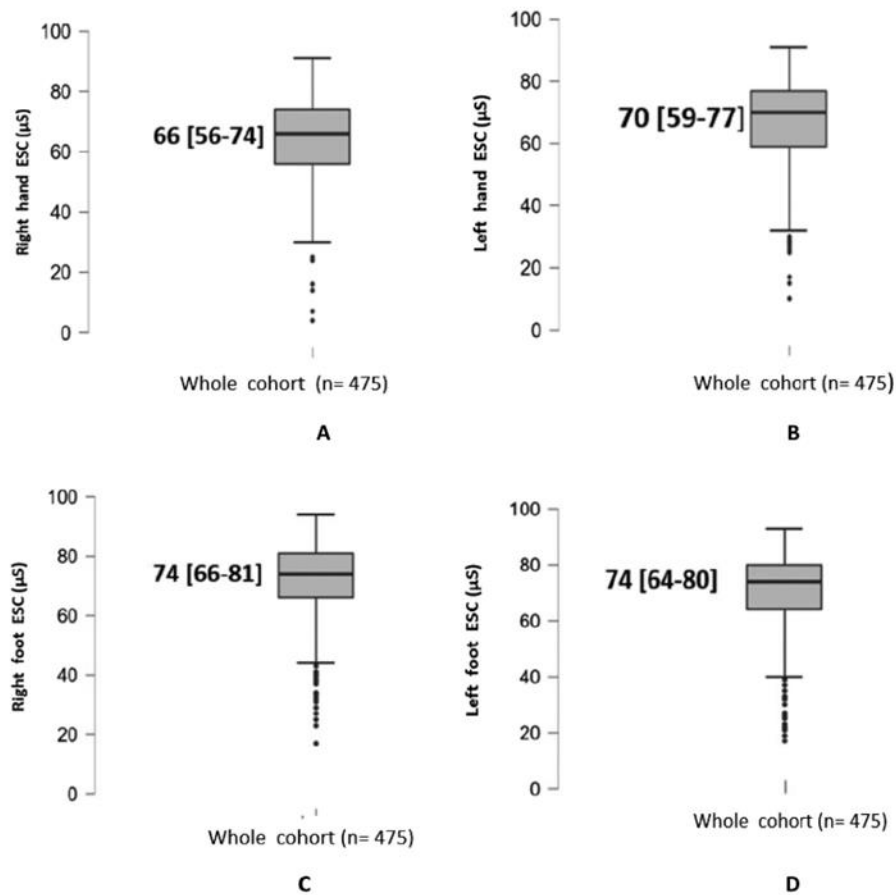 Right hand ESC (µS)
100
80
60
40
20
0
66 [56-74]
Whole cohort (n= 475)
A
Left hand ESC (µS)
100
80
60
40
20
0
70 [59-77]
Whole cohort (n= 475)
B
Right foot ESC (µS)
100
80
60
40
20
0
74 [66-81]
Whole cohort (n= 475)
C
Left foot ESC (µS)
100
80
60
40
20
0
74 [64-80]
Whole cohort (n= 475)
D